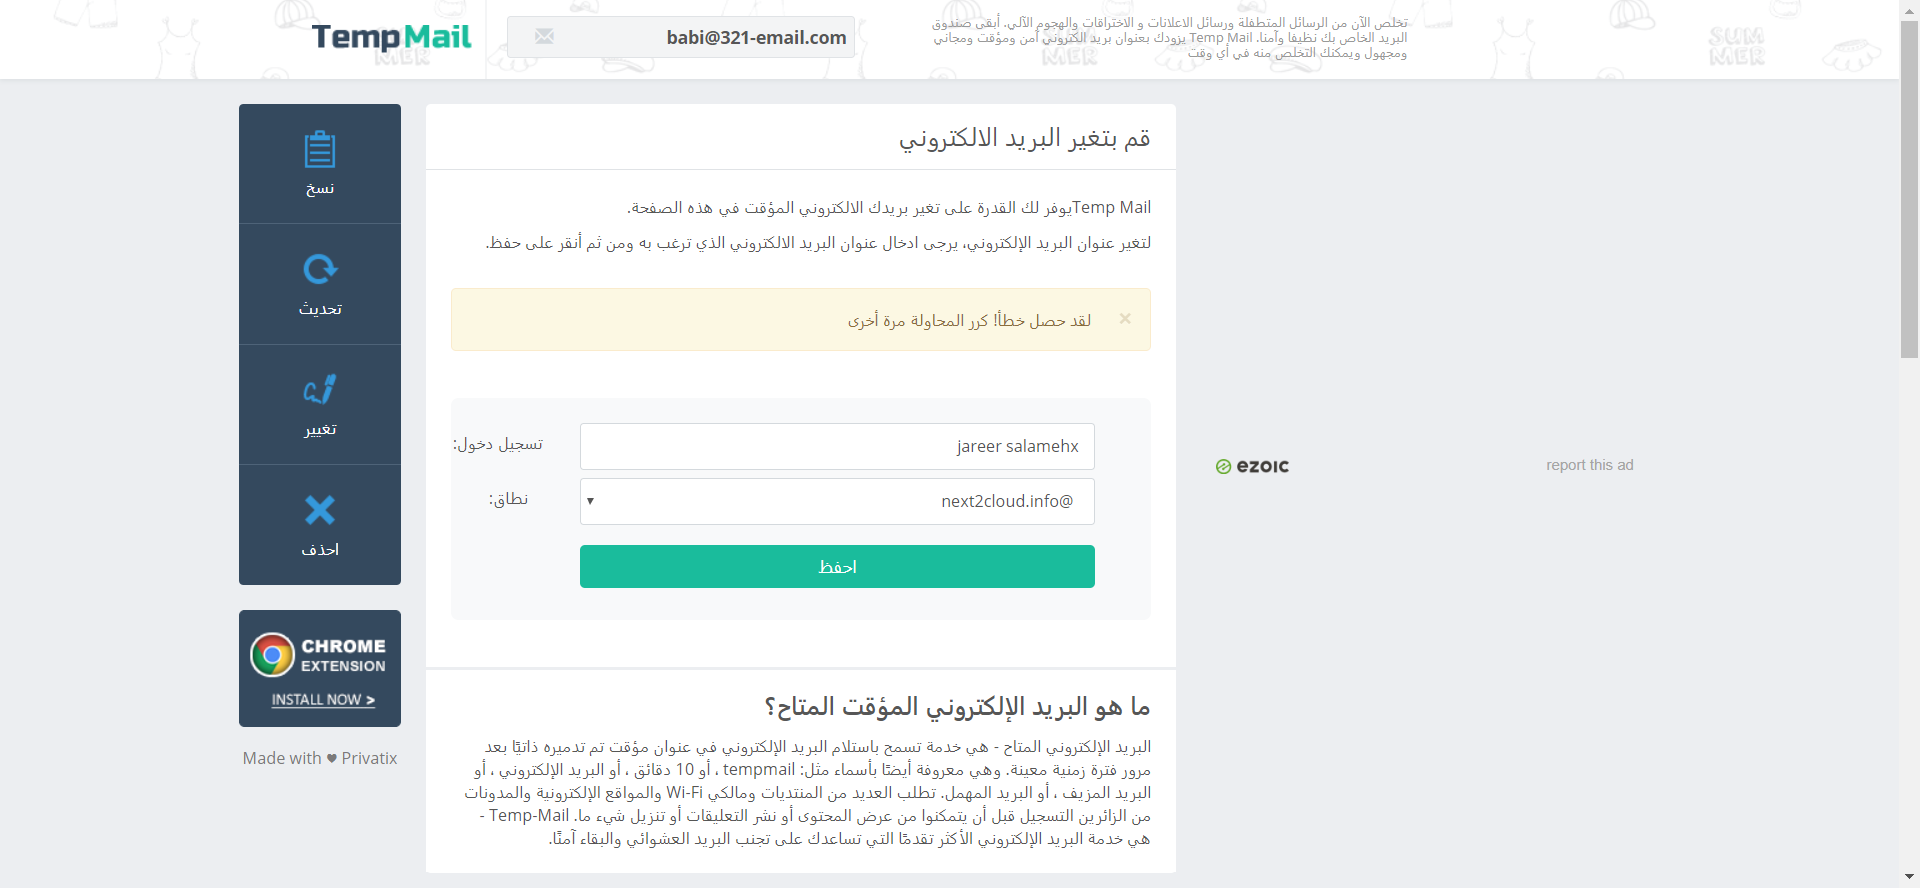 TempMail
babi@321-email.com
تخلص الآن من الرسائل المتطفلة ورسائل الاعلانات و الاختراقات والهجوم الآلي. أبقى صندوق
البريد الخاص بك نظيفا وآمنا. Temp Mail يزودك بعنوان بريد الكتروني آمن ومؤقت ومجاني
ومجهول ويمكنك التخلص منه في أي وقت
SUM
MER
نسخ
تحديث
تغيير
احذف
CHROME
EXTENSION
INSTALL NOW >
Made with ♥ Privatix
قم بتغير البريد الالكتروني
Temp Mailيوفر لك القدرة على تغير بريدك الالكتروني المؤقت في هذه الصفحة.
لتغير عنوان البريد الإلكتروني، يرجى ادخال عنوان البريد الالكتروني الذي ترغب به ومن ثم أنقر على حفظ.
× لقد حصل خطأ! كرر المحاولة مرة أخرى
تسجيل دخول:
jareer salamehx
نطاق:
@next2cloud.info
احفظ
ezoic
report this ad
ما هو البريد الإلكتروني المؤقت المتاح؟
البريد الإلكتروني المتاح - هي خدمة تسمح باستلام البريد الإلكتروني في عنوان مؤقت تم تدميره ذاتيًا بعد
مرور فترة زمنية معينة. وهي معروفة أيضًا بأسماء مثل: tempmail ، أو 10 دقائق ، أو البريد الإلكتروني ، أو
البريد المزيف ، أو البريد المهمل. تطلب العديد من المنتديات ومالكي Wi-Fi والمواقع الإلكترونية والمدونات
من الزائرين التسجيل قبل أن يتمكنوا من عرض المحتوى أو نشر التعليقات أو تنزيل شيء ما. Temp-Mail -
هي خدمة البريد الإلكتروني الأكثر تقدمًا التي تساعدك على تجنب البريد العشوائي والبقاء آمنًا.